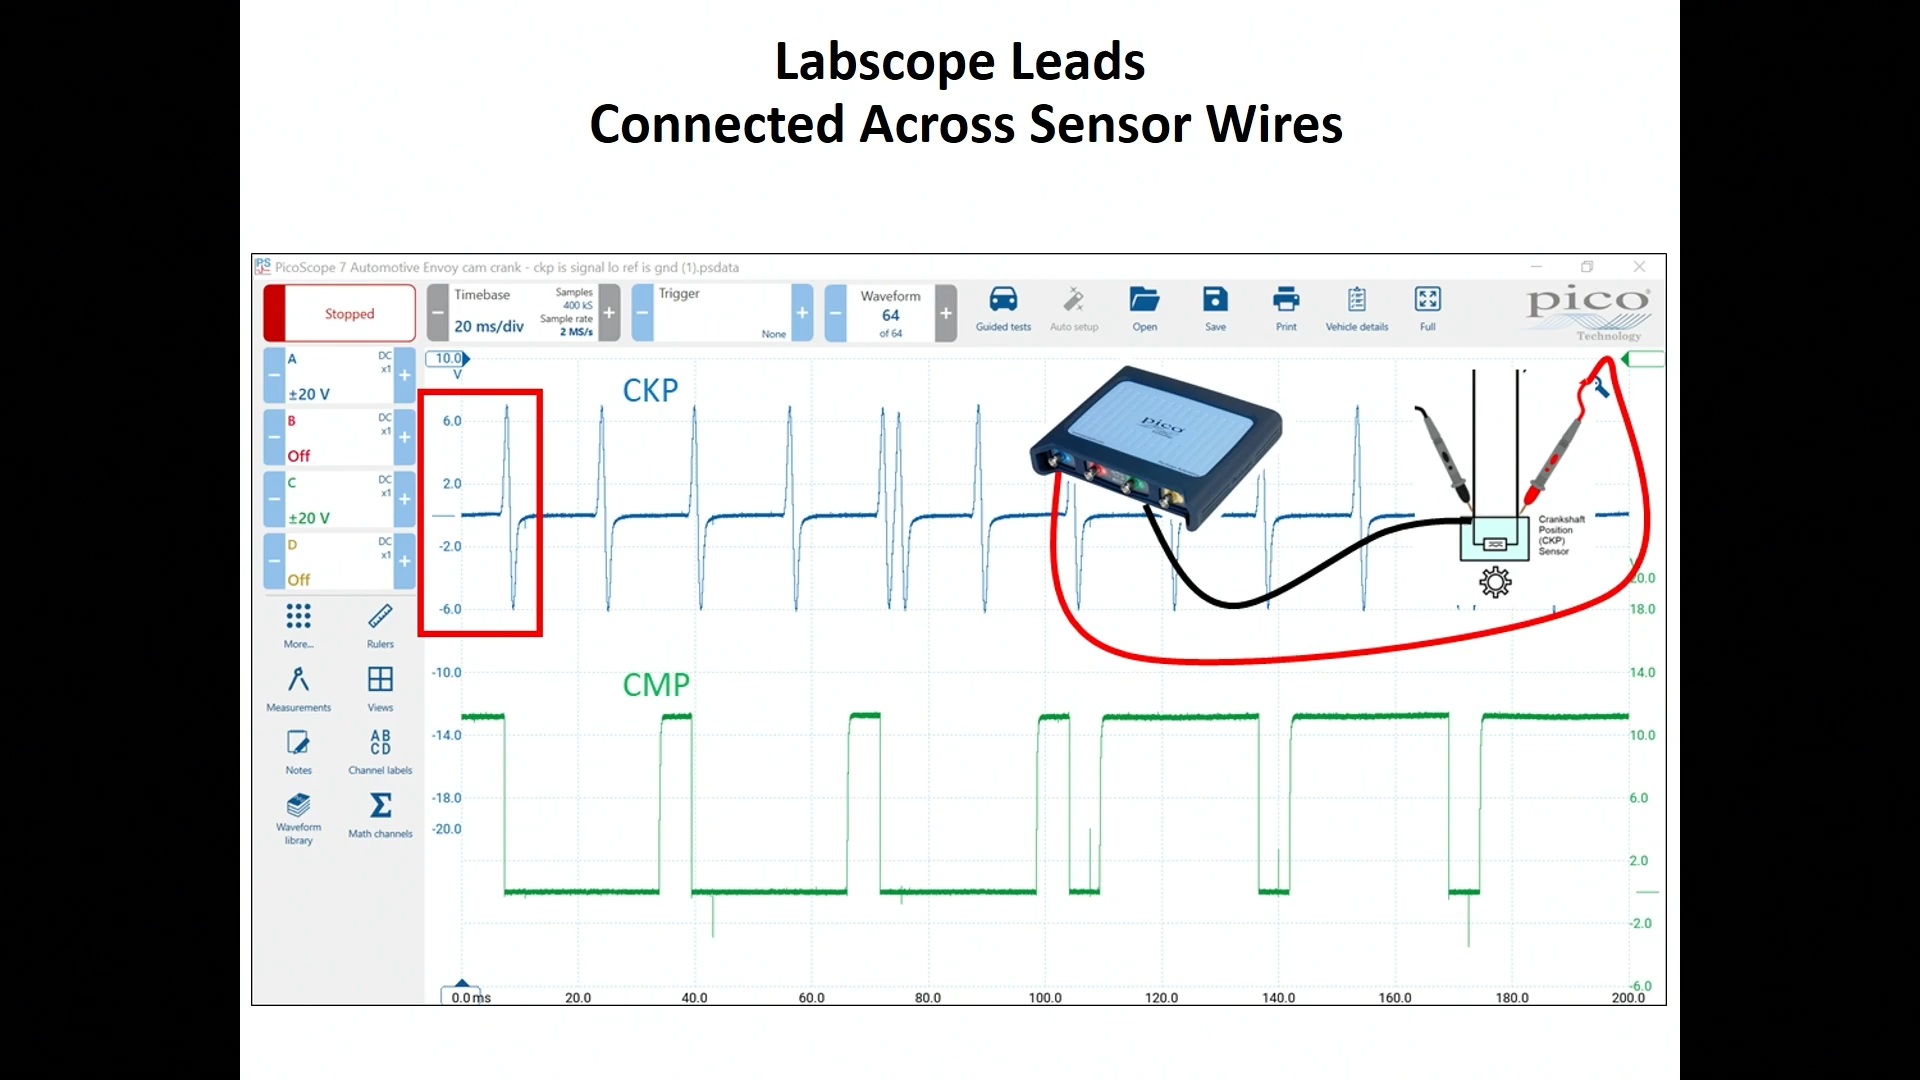 Labscope Leads
Connected Across Sensor Wires
PicoScope 7 Automotive Envoy cam crank - ckp is signal lo ref is gnd (1).psdata
Stopped
Timebase
20 ms/div
Samples
400 kS
Sample rate
2 MS/s
Trigger
None
Waveform
64
of 64
Guided tests
Auto setup
Open
Save
Print
Vehicle details
Full
pico
Technology
A
DC
x1
±20 V
B
DC
x1
Off
C
DC
x1
±20 V
D
DC
x1
Off
More...
Rulers
Measurements
Views
Notes
AB
CD
Channel labels
Waveform
library
Math channels
10.0
V
6.0
2.0
-2.0
-6.0
-10.0
-14.0
-18.0
-20.0
CKP
CMP
pico
Crankshaft
Position
(CKP)
Sensor
20.0
18.0
14.0
10.0
6.0
2.0
-2.0
-6.0
0.0 ms
20.0
40.0
60.0
80.0
100.0
120.0
140.0
160.0
180.0
200.0